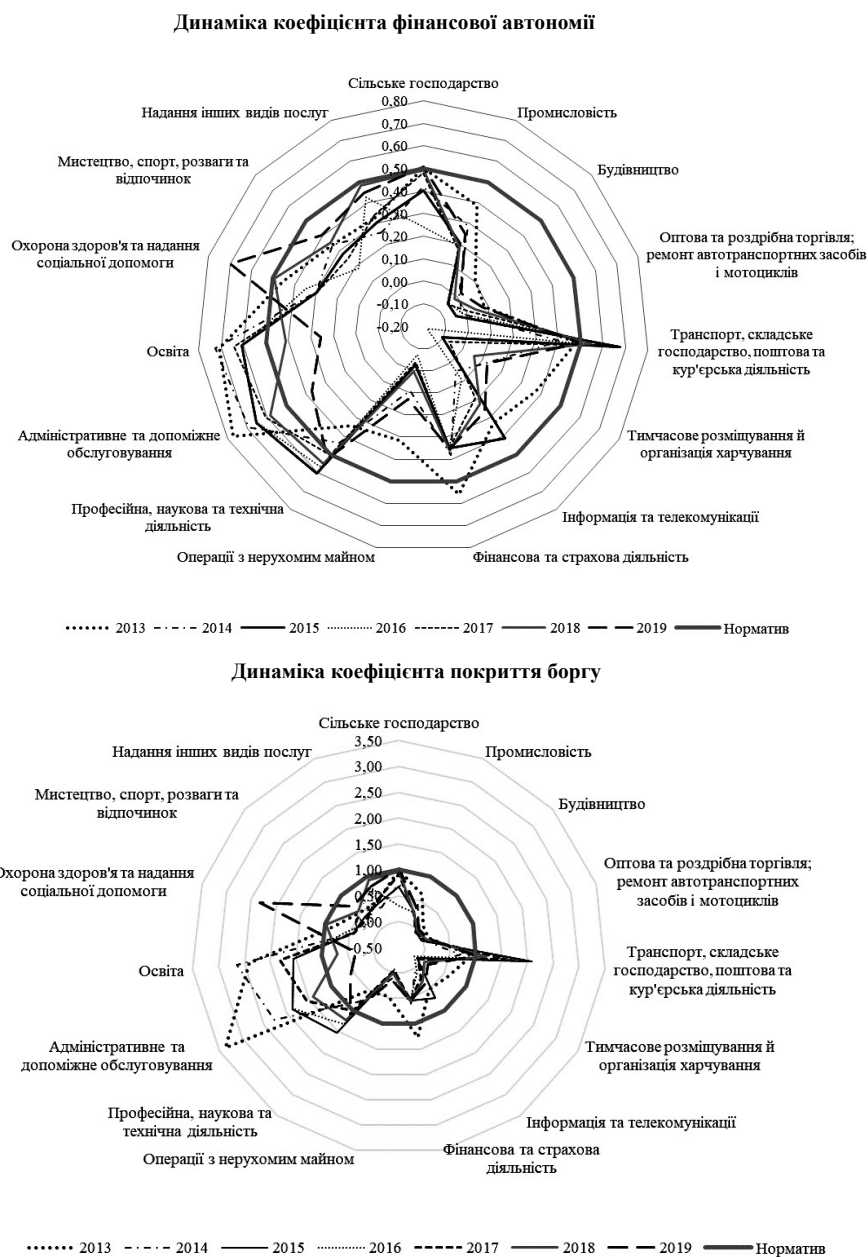 Динаміка коефіцієнта фінансової автономії
Сільське господарство
0,80
0,70
0,60
0,50
0,40
0,30
0,20
0,10
0,00
-0,10
-0,20
Промисловість
Будівництво
Оптова та роздрібна торгівля;
ремонт автотранспортних засобів
і мотоциклів
Транспорт, складське
господарство, поштова та
кур'єрська діяльність
Тимчасове розміщування й
організація харчування
Інформація та телекомунікації
Фінансова та страхова діяльність
Операції з нерухомим майном
Професійна, наукова та технічна
діяльність
Адміністративне та допоміжне
обслуговування
Освіта
Охорона здоров'я та надання
соціальної допомоги
Мистецтво, спорт, розваги та
відпочинок
Надання інших видів послуг
2013 2014 2015 2016 2017 2018 2019 Норматив
Динаміка коефіцієнта покриття боргу
Сільське господарство
3,50
3,00
2,50
2,00
1,50
1,00
0,50
0,00
-0,50
Промисловість
Будівництво
Оптова та роздрібна торгівля;
ремонт автотранспортних
засобів і мотоциклів
Транспорт, складське
господарство, поштова та
кур'єрська діяльність
Тимчасове розміщування й
організація харчування
Інформація та телекомунікації
Фінансова та страхова
діяльність
Операції з нерухомим майном
Професійна, наукова та
технічна діяльність
Адміністративне та
допоміжне обслуговування
Освіта
Охорона здоров'я та надання
соціальної допомоги
Мистецтво, спорт, розваги та
відпочинок
Надання інших видів послуг
2013 2014 2015 2016 2017 2018 2019 Норматив